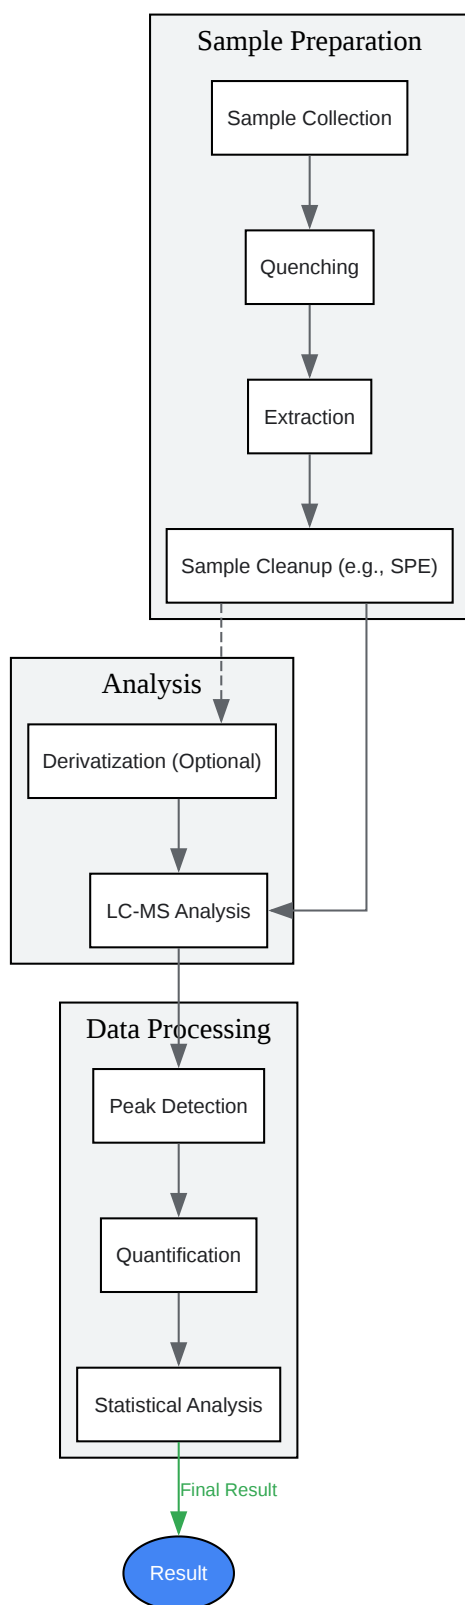 Sample Preparation
Sample Collection
Quenching
Extraction
Sample Cleanup (e.g., SPE)
Analysis
Derivatization (Optional)
LC-MS Analysis
Data Processing
Peak Detection
Quantification
Statistical Analysis
Final Result
Result